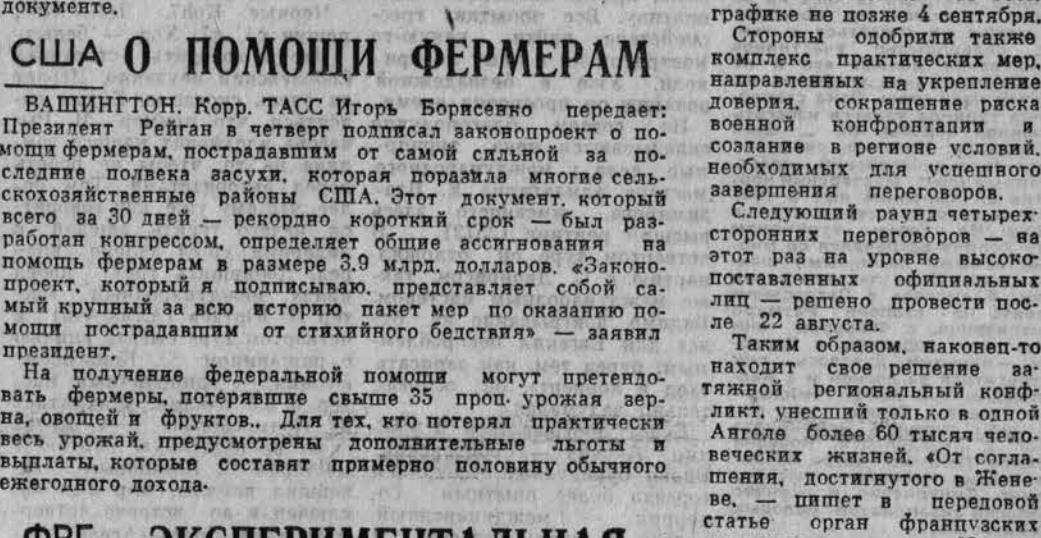 документе.
США О ПОМОЩИ ФЕРМЕРАМ
ВАШИНГТОН. Корр. ТАСС Игорь Борисенко передает:
Президент Рейган в четверг подписал законопроект о по-
мощи фермерам, пострадавшим от самой сильной за по-
следние полвека засухи, которая поразила многие сель-
скохозяйственные районы США. Этот документ, который
всего за 30 дней — рекордно короткий срок — был раз-
работан конгрессом, определяет общие ассигнования на
помощь фермерам в размере 3.9 млрд. долларов. «Законо-
проект, который я подписываю, представляет собой са-
мый крупный за всю историю пакет мер по оказанию по-
мощи пострадавшим от стихийного бедствия» — заявил
президент.
На получение федеральной помощи могут претендо-
вать фермеры, потерявшие свыше 35 проц. урожая зер-
на, овощей и фруктов.. Для тех, кто потерял практически
весь урожай, предусмотрены дополнительные льготы и
выплаты, которые составят примерно половину обычного
ежегодного дохода.
ФРГ ЭКСПЕРИМЕНТАЛЬНАЯ
графике не позже 4 сентября.
Стороны одобрили также
комплекс практических мер,
направленных на укрепление
доверия, сокращение риска
военной конфронтации и
создание в регионе условий,
необходимых для успешного
завершения переговоров.
Следующий раунд четырех-
сторонних переговоров — на
этот раз на уровне высоко-
поставленных официальных
лиц — решено провести пос-
ле 22 августа.
Таким образом, наконец-то
находит свое решение за-
тяжной региональный конф-
ликт, унесший только в одной
Анголе более 60 тысяч чело-
веческих жизней. «От согла-
шения, достигнутого в Жене-
ве, — пишет в передовой
статье орган французских